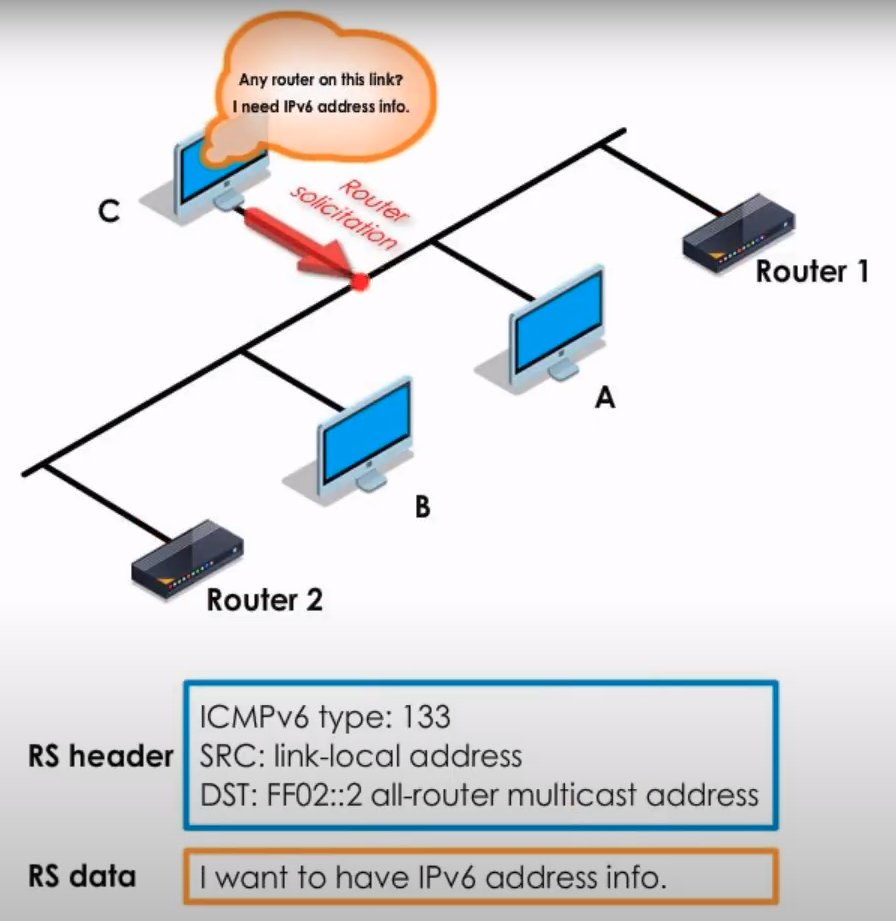 Any router on this link?
I need IPv6 address info.
Router
solicitation
C
Router 1
A
B
Router 2
RS header
ICMPv6 type: 133
SRC: link-local address
DST: FF02::2 all-router multicast address
RS data
I want to have IPv6 address info.